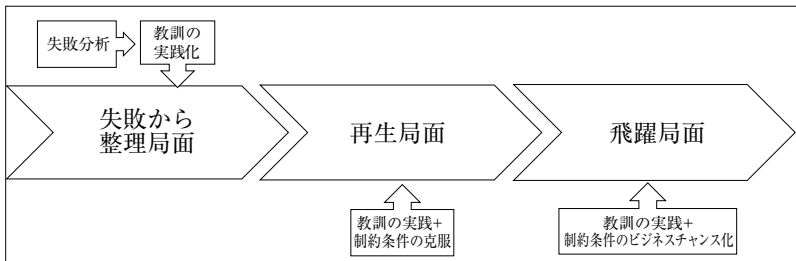 失敗分析
教訓の
実践化
失敗から
整理局面
再生局面
飛躍局面
教訓の実践+
制約条件の克服
教訓の実践+
制約条件のビジネスチャンス化